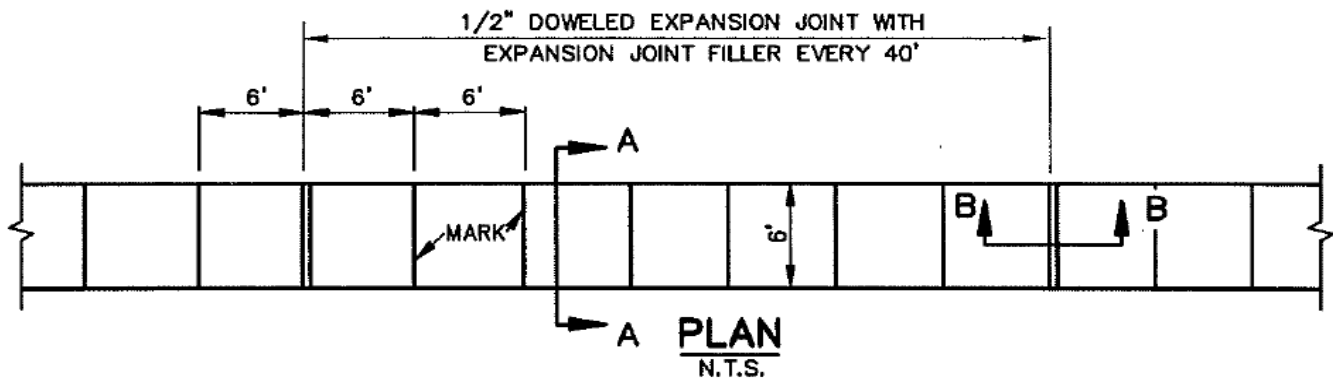 1/2" DOWELED EXPANSION JOINT WITH
EXPANSION JOINT FILLER EVERY 40'
6' 6' 6'
A
MARK
6'
B B
A
PLAN
N.T.S.